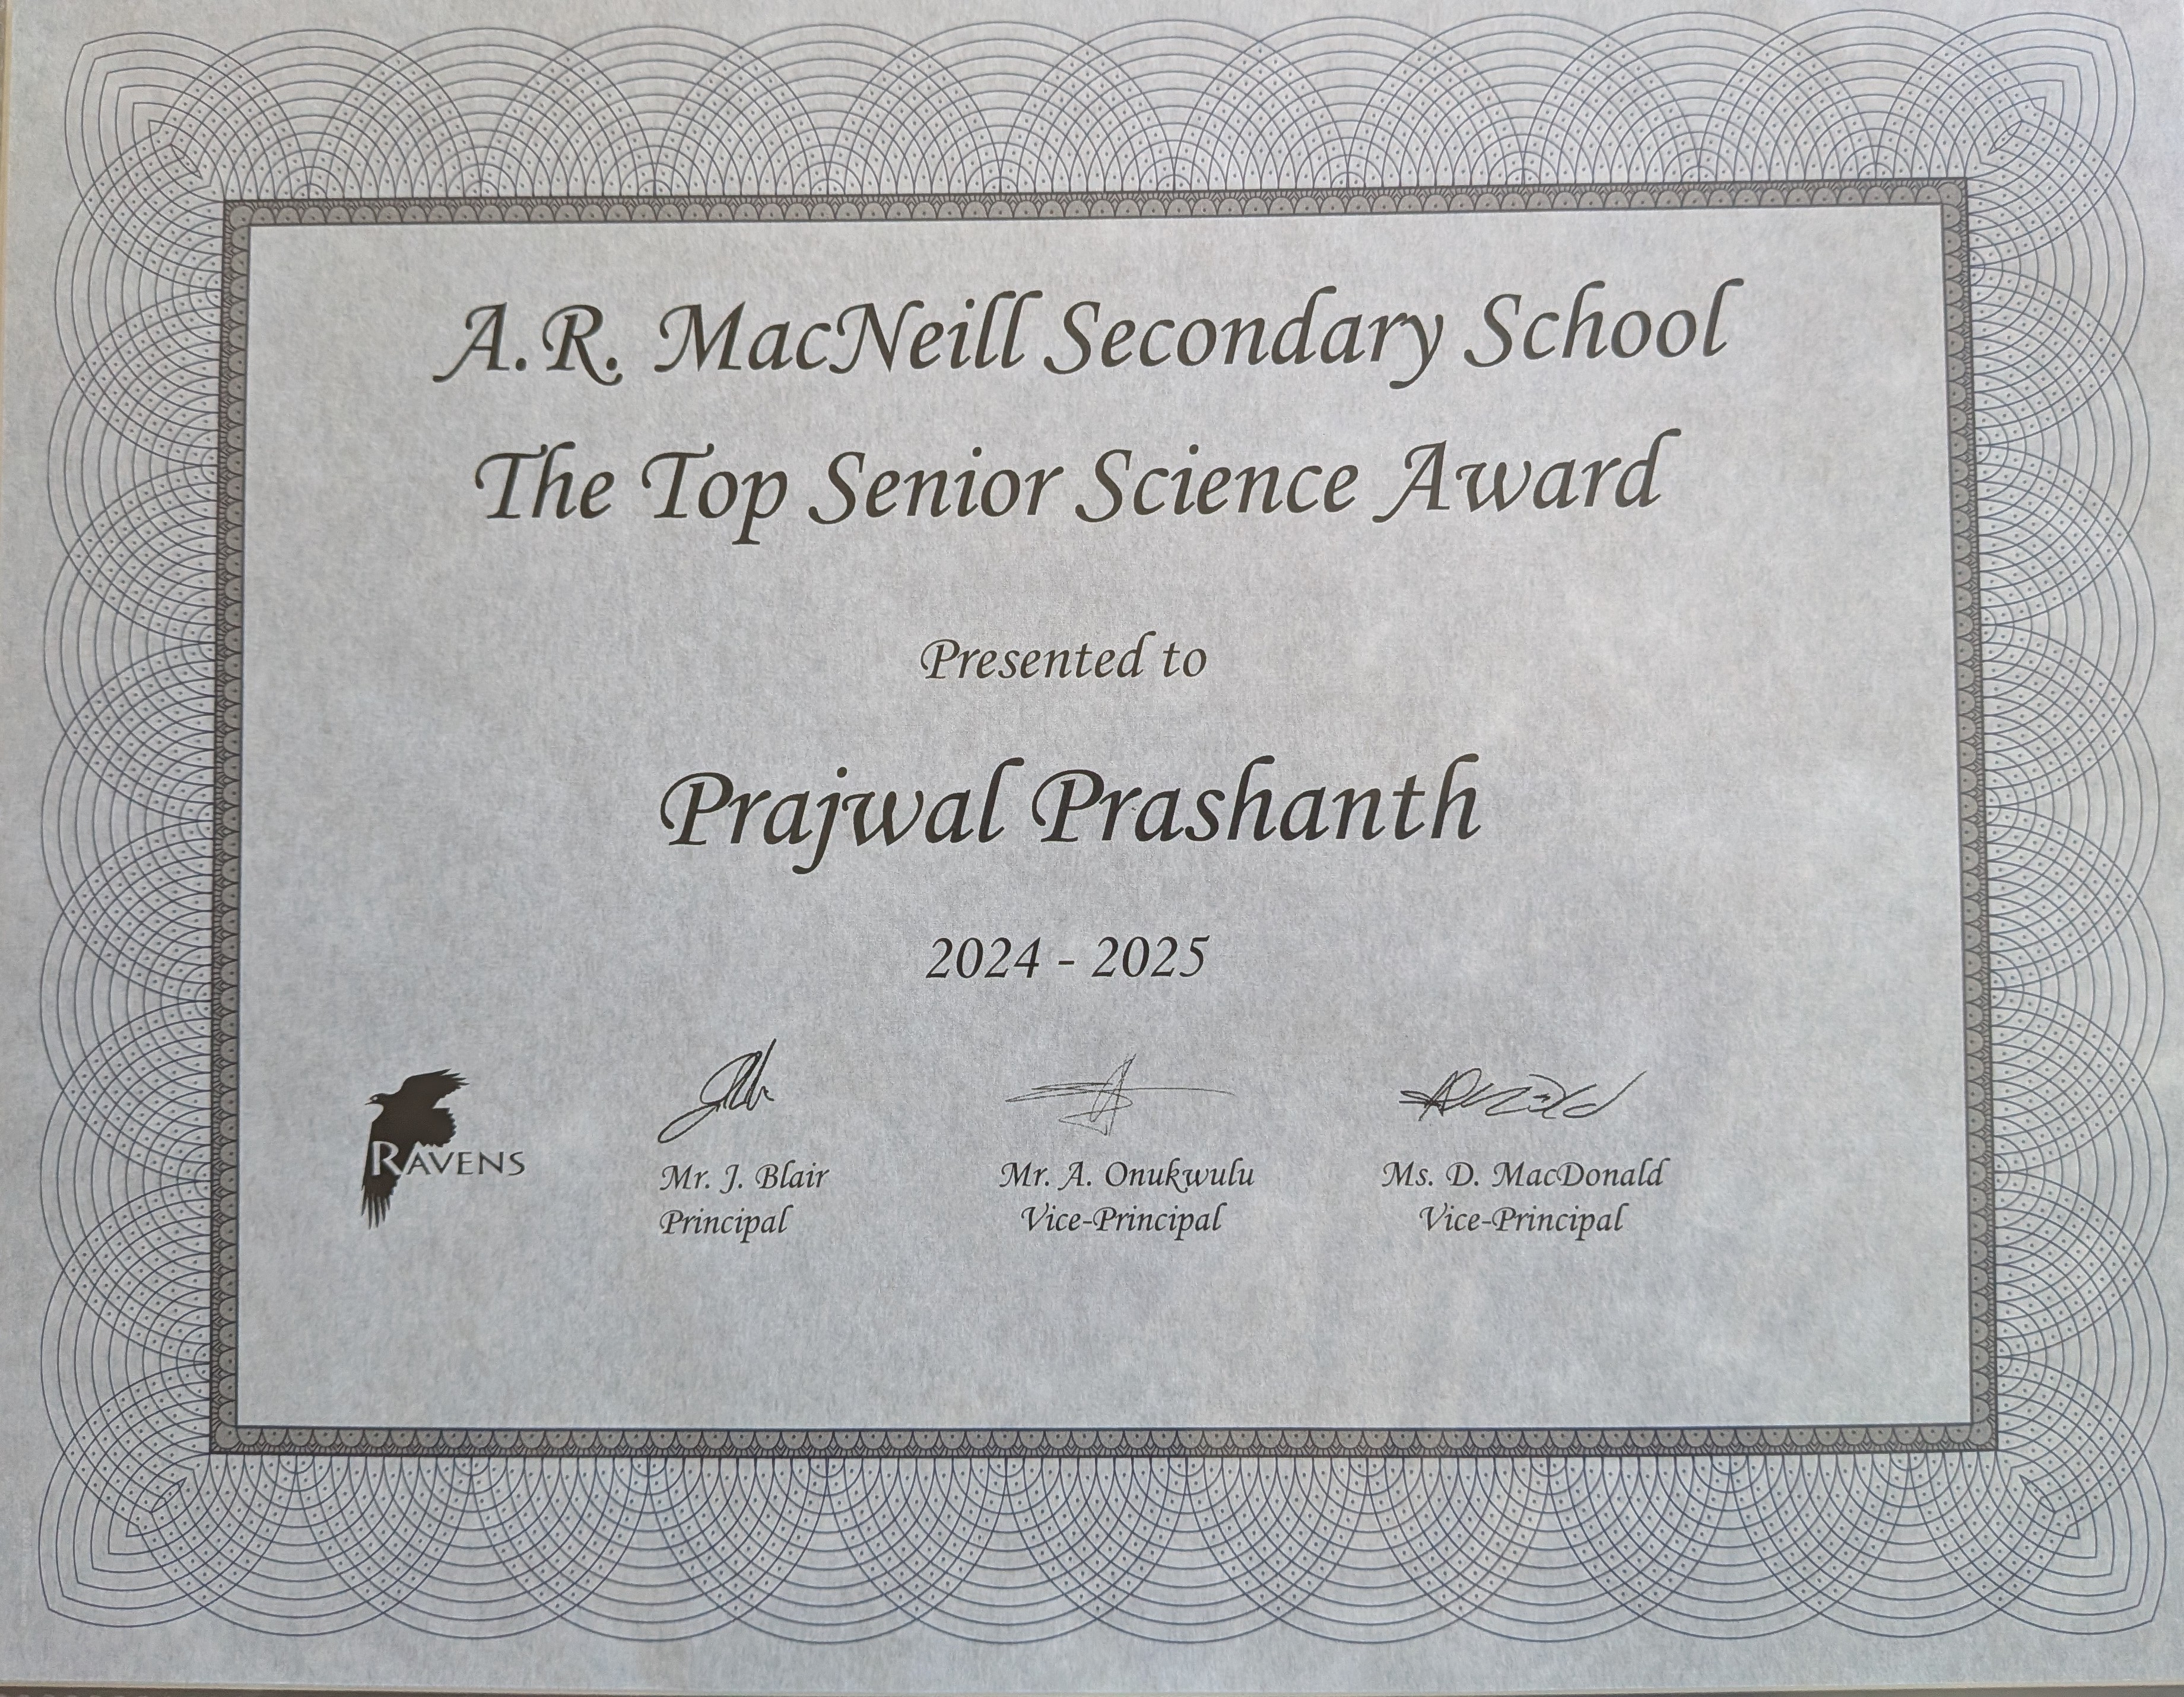 A.R. MacNeill Secondary School
The Top Senior Science Award
Presented to
Prajwal Prashanth
2024 - 2025
RAVENS
Mr. J. Blair
Principal
Mr. A. Onukwulu
Vice-Principal
Ms. D. MacDonald
Vice-Principal